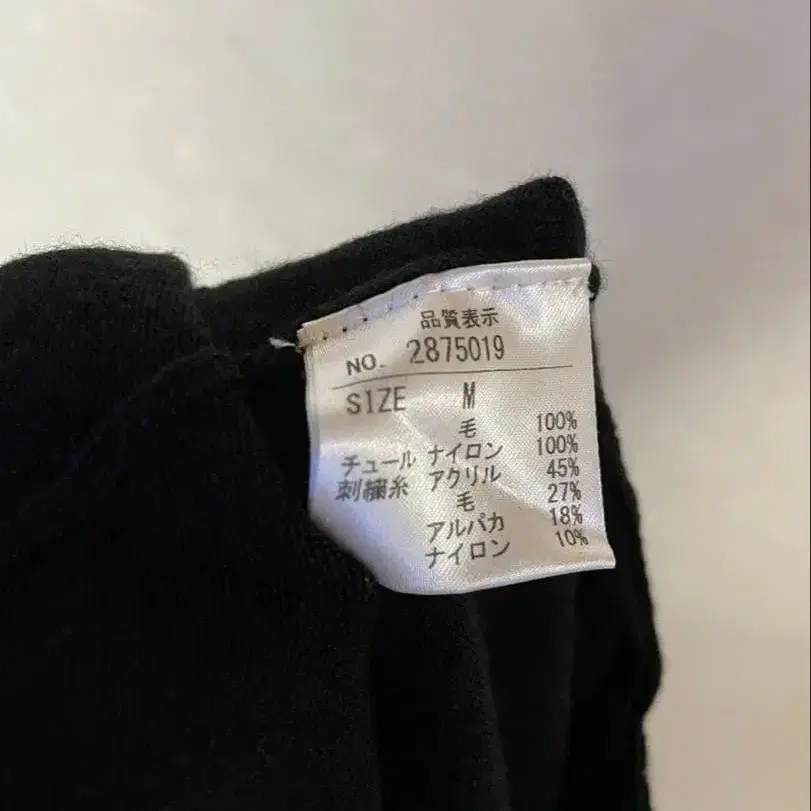 品質表示
NO. 2875019
SIZE M
毛 100%
チュール ナイロン 100%
刺繍糸 アクリル 45%
毛 27%
アルパカ 18%
ナイロン 10%